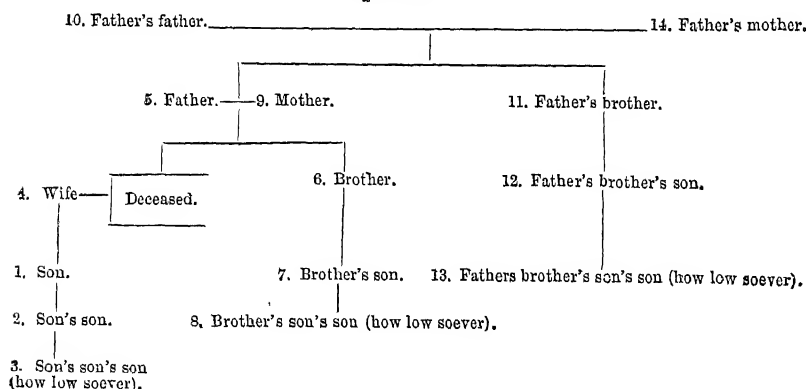 10. Father's father. 14. Father's mother.
5. Father. 9. Mother. 11. Father's brother.
4. Wife Deceased. 6. Brother. 12. Father's brother's son.
1. Son. 7. Brother's son. 13. Fathers brother's son's son (how low soever).
2. Son's son. 8. Brother's son's son (how low soever).
3. Son's son's son
(how low soever).